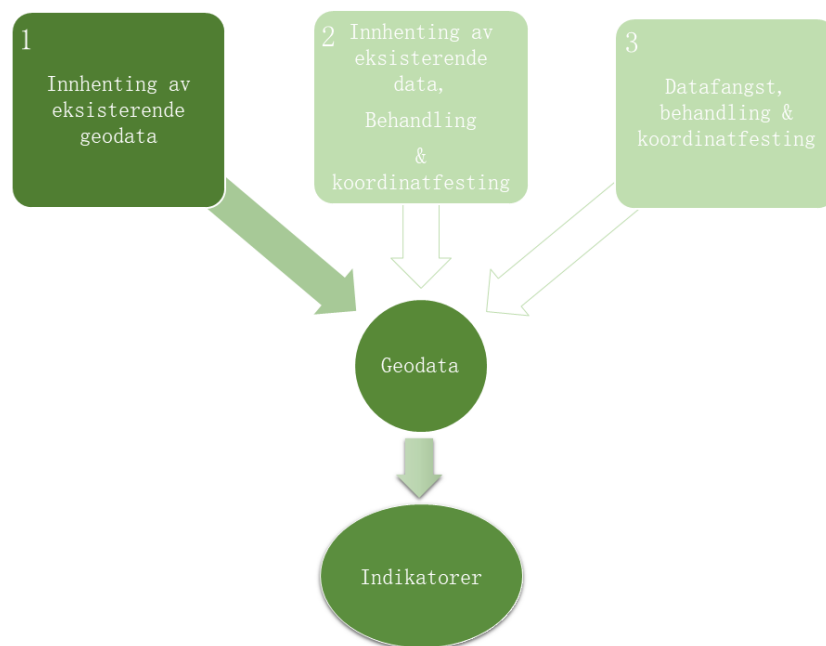 1
Innhenting av
eksisterende
geodata
2
Innhenting av
eksisterende
data,
Behandling
&
koordinatfesting
3
Datafangst,
behandling &
koordinatfesting
Geodata
Indikatorer